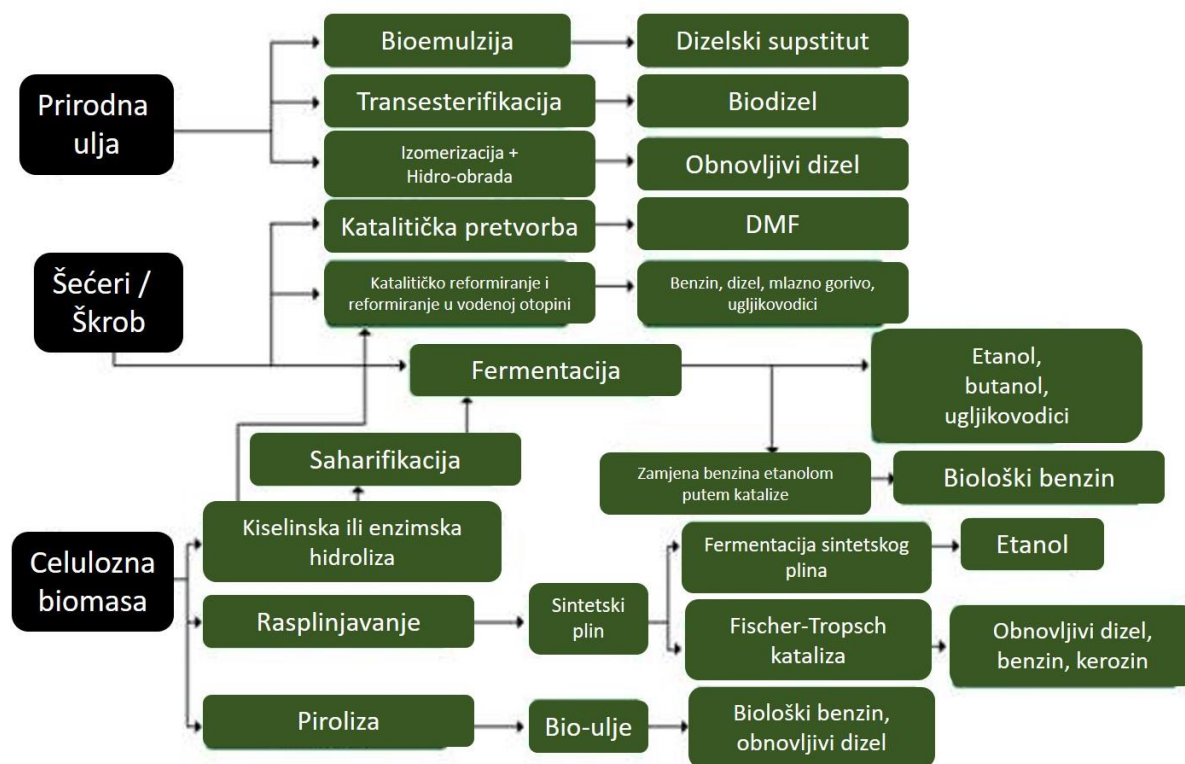 Bioemulzija
Dizelski supstitut
Prirodna
ulja
Transesterifikacija
Biodizel
Izomerizacija +
Hidro-obrada
Obnovljivi dizel
Katalitička pretvorba
DMF
Šećeri /
Škrob
Katalitičko reformiranje i
reformiranje u vodenoj otopini
Benzin, dizel, mlazno gorivo,
ugljikovodici
Fermentacija
Etanol,
butanol,
ugljikovodici
Saharifikacija
Zamjena benzina etanolom
putem katalize
Biološki benzin
Celulozna
biomasa
Kiselinska ili enzimska
hidroliza
Fermentacija sintetskog
plina
Etanol
Rasplinjavanje
Sintetski
plin
Fischer-Tropsch
kataliza
Obnovljivi dizel,
benzin, kerozin
Piroliza
Bio-ulje
Biološki benzin,
obnovljivi dizel